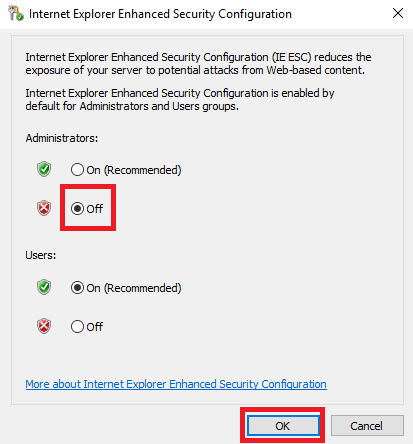 Internet Explorer Enhanced Security Configuration
Internet Explorer Enhanced Security Configuration (IE ESC) reduces the
exposure of your server to potential attacks from Web-based content.
Internet Explorer Enhanced Security Configuration is enabled by
default for Administrators and Users groups.
Administrators:
On (Recommended)
Off
Users:
On (Recommended)
Off
More about Internet Explorer Enhanced Security Configuration
OK Cancel